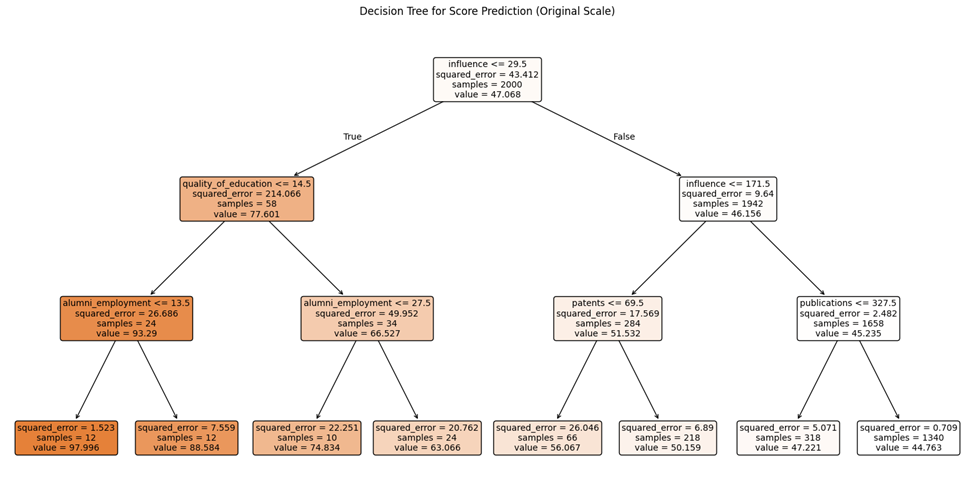 Decision Tree for Score Prediction (Original Scale)
influence <= 29.5
squared_error = 43.412
samples = 2000
value = 47.068
True
False
quality_of_education <= 14.5
squared_error = 214.066
samples = 58
value = 77.601
influence <= 171.5
squared_error = 9.64
samples = 1942
value = 46.156
alumni_employment <= 13.5
squared_error = 26.686
samples = 24
value = 93.29
alumni_employment <= 27.5
squared_error = 49.952
samples = 34
value = 66.527
patents <= 69.5
squared_error = 17.569
samples = 284
value = 51.532
publications <= 327.5
squared_error = 2.482
samples = 1658
value = 45.235
squared_error = 1.523
samples = 12
value = 97.996
squared_error = 7.559
samples = 12
value = 88.584
squared_error = 22.251
samples = 10
value = 74.834
squared_error = 20.762
samples = 24
value = 63.066
squared_error = 26.046
samples = 66
value = 56.067
squared_error = 6.89
samples = 218
value = 50.159
squared_error = 5.071
samples = 318
value = 47.221
squared_error = 0.709
samples = 1340
value = 44.763